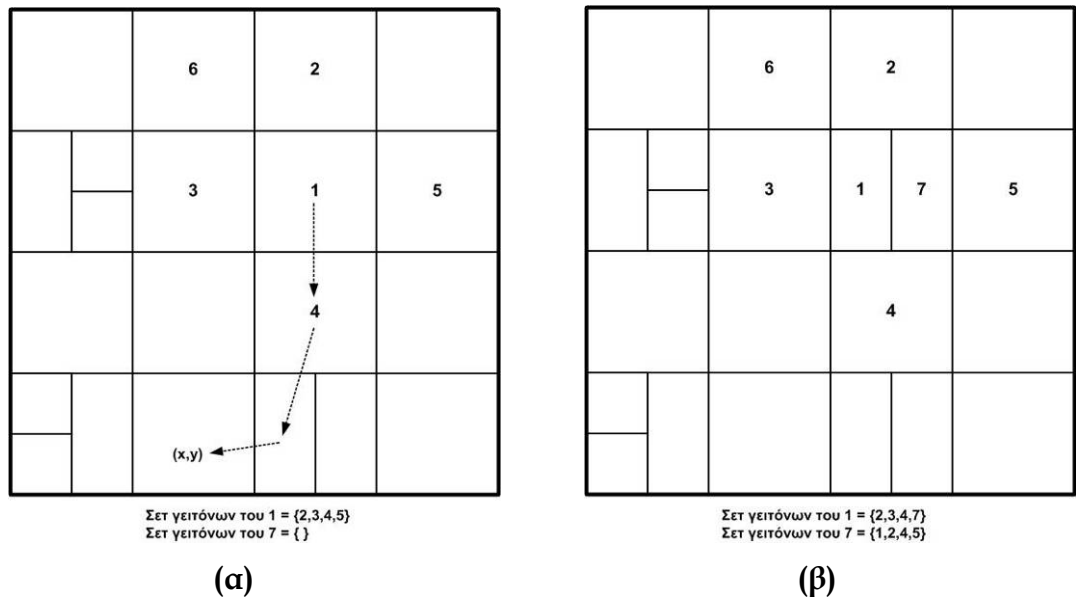 6 2
3 1 5
4
(x,y)
Σετ γειτόνων του 1 = {2,3,4,5}
Σετ γειτόνων του 7 = { }
(α)
6 2
3 1 7 5
4
Σετ γειτόνων του 1 = {2,3,4,7}
Σετ γειτόνων του 7 = {1,2,4,5}
(β)